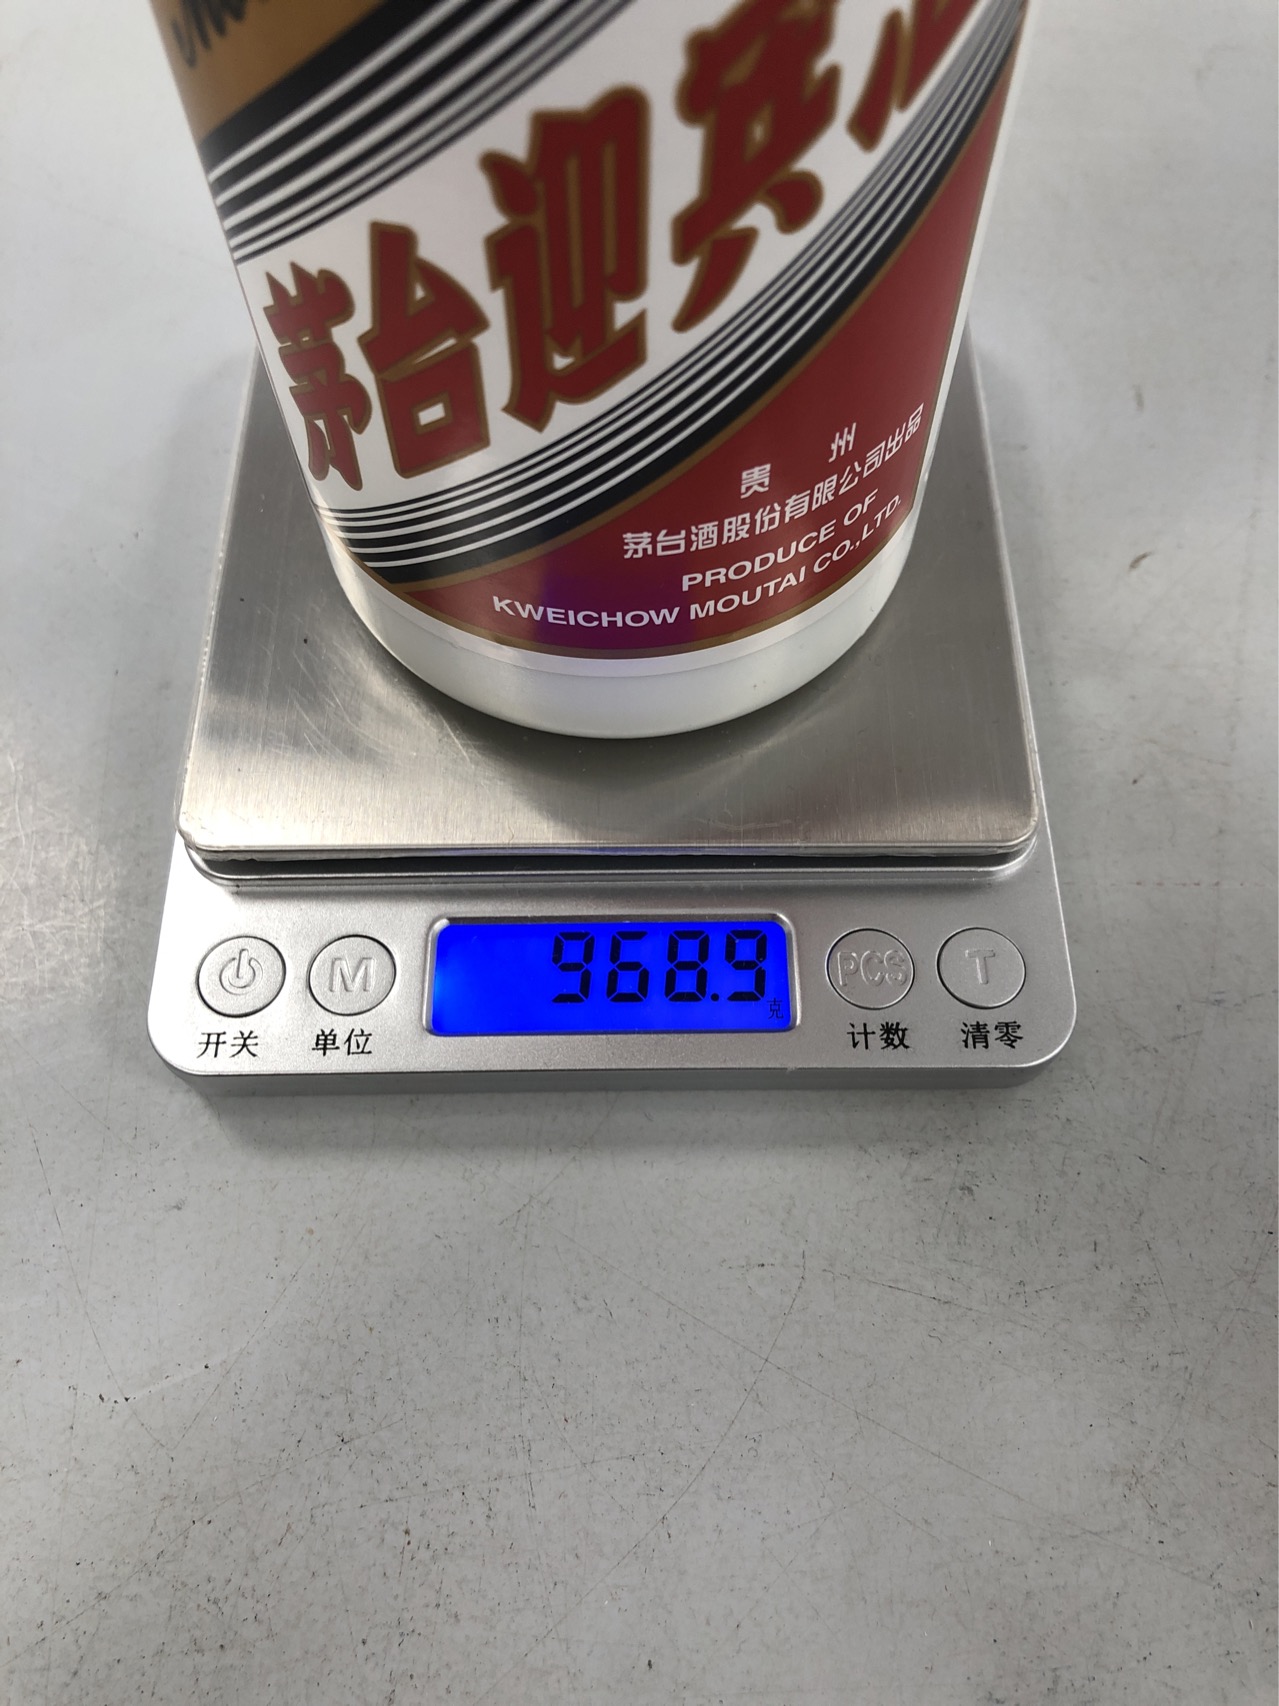 茅台迎宾
贵 州
茅台酒股份有限公司出品
PRODUCE OF
KWEICHOW MOUTAI CO.,LTD.
968.9
克
M
PCS
T
开关
单位
计数
清零